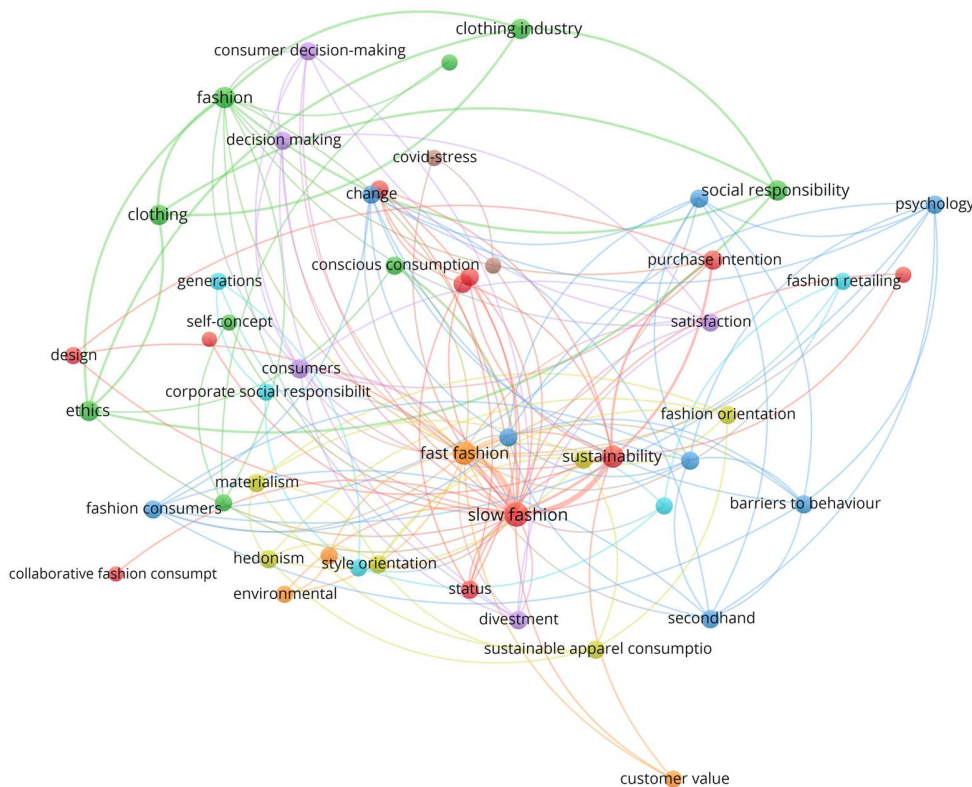 clothing industry
consumer decision-making
fashion
decision making
covid-stress
change
social responsibility
psychology
clothing
conscious consumption
purchase intention
generations
fashion retailing
self-concept
satisfaction
design
consumers
corporate social responsibilit
ethics
fashion orientation
fast fashion
sustainability
materialism
fashion consumers
slow fashion
barriers to behaviour
hedonism
style orientation
collaborative fashion consumpt
environmental
status
divestment
secondhand
sustainable apparel consumptio
customer value